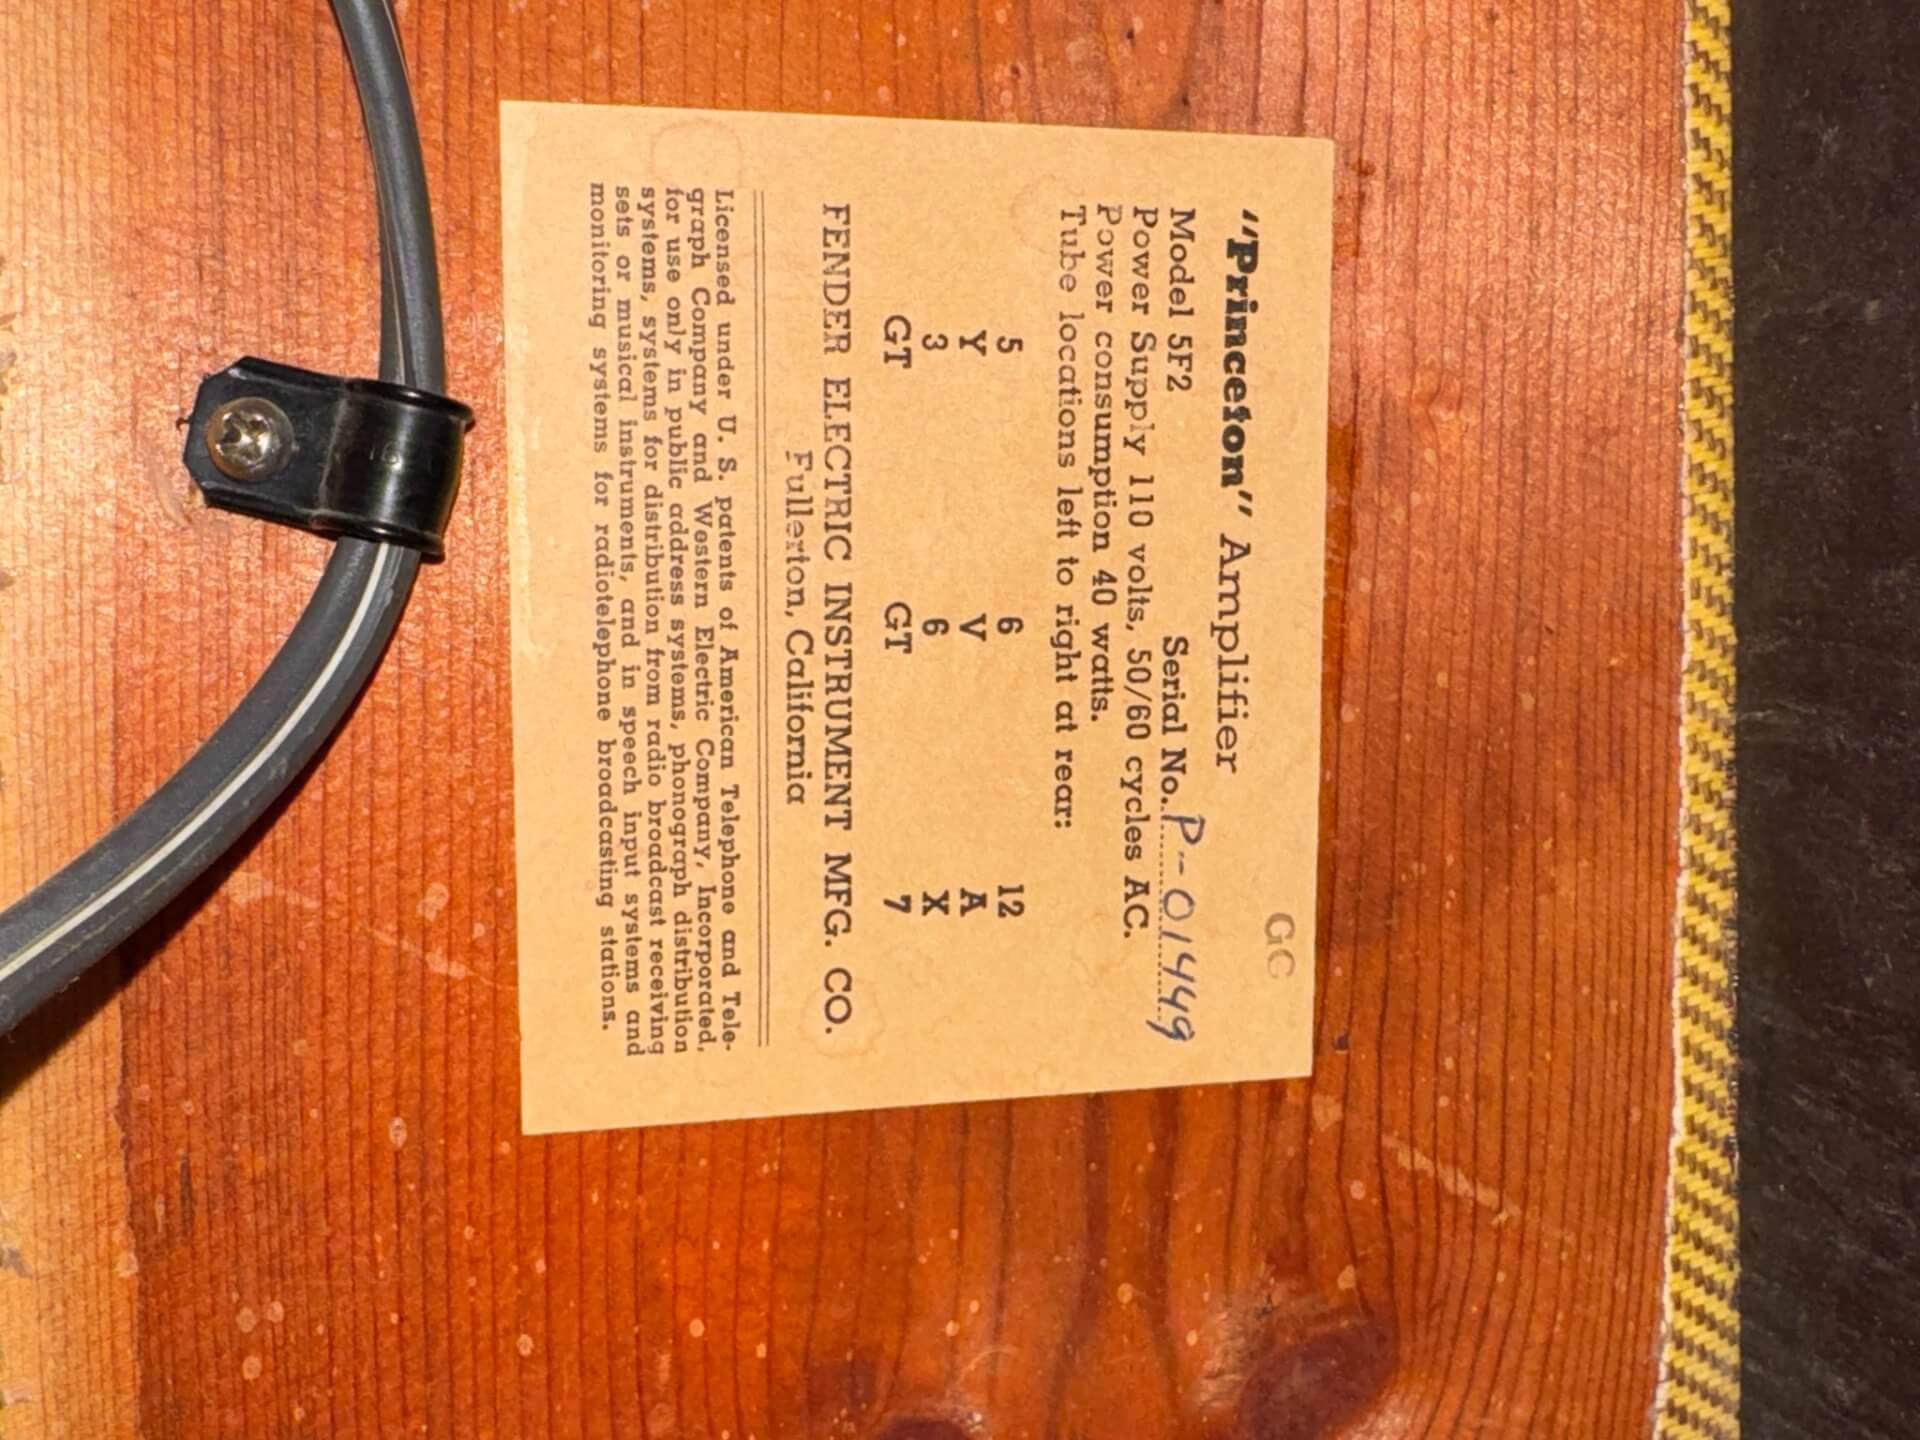 GC
"Princeton" Amplifier
Model 5F2 Serial No. P-01449
Power Supply 110 volts, 50/60 cycles AC.
Power consumption 40 watts.
Tube locations left to right at rear:
5 6 12
Y V A
3 6 X
GT GT 7
FENDER ELECTRIC INSTRUMENT MFG. CO.
Fullerton, California
Licensed under U. S. patents of American Telephone and Tele-
graph Company and Western Electric Company, Incorporated,
for use only in public address systems, phonograph distribution
systems, systems for distribution from radio broadcast receiving
sets or musical instruments, and in speech input systems and
monitoring systems for radiotelephone broadcasting stations.